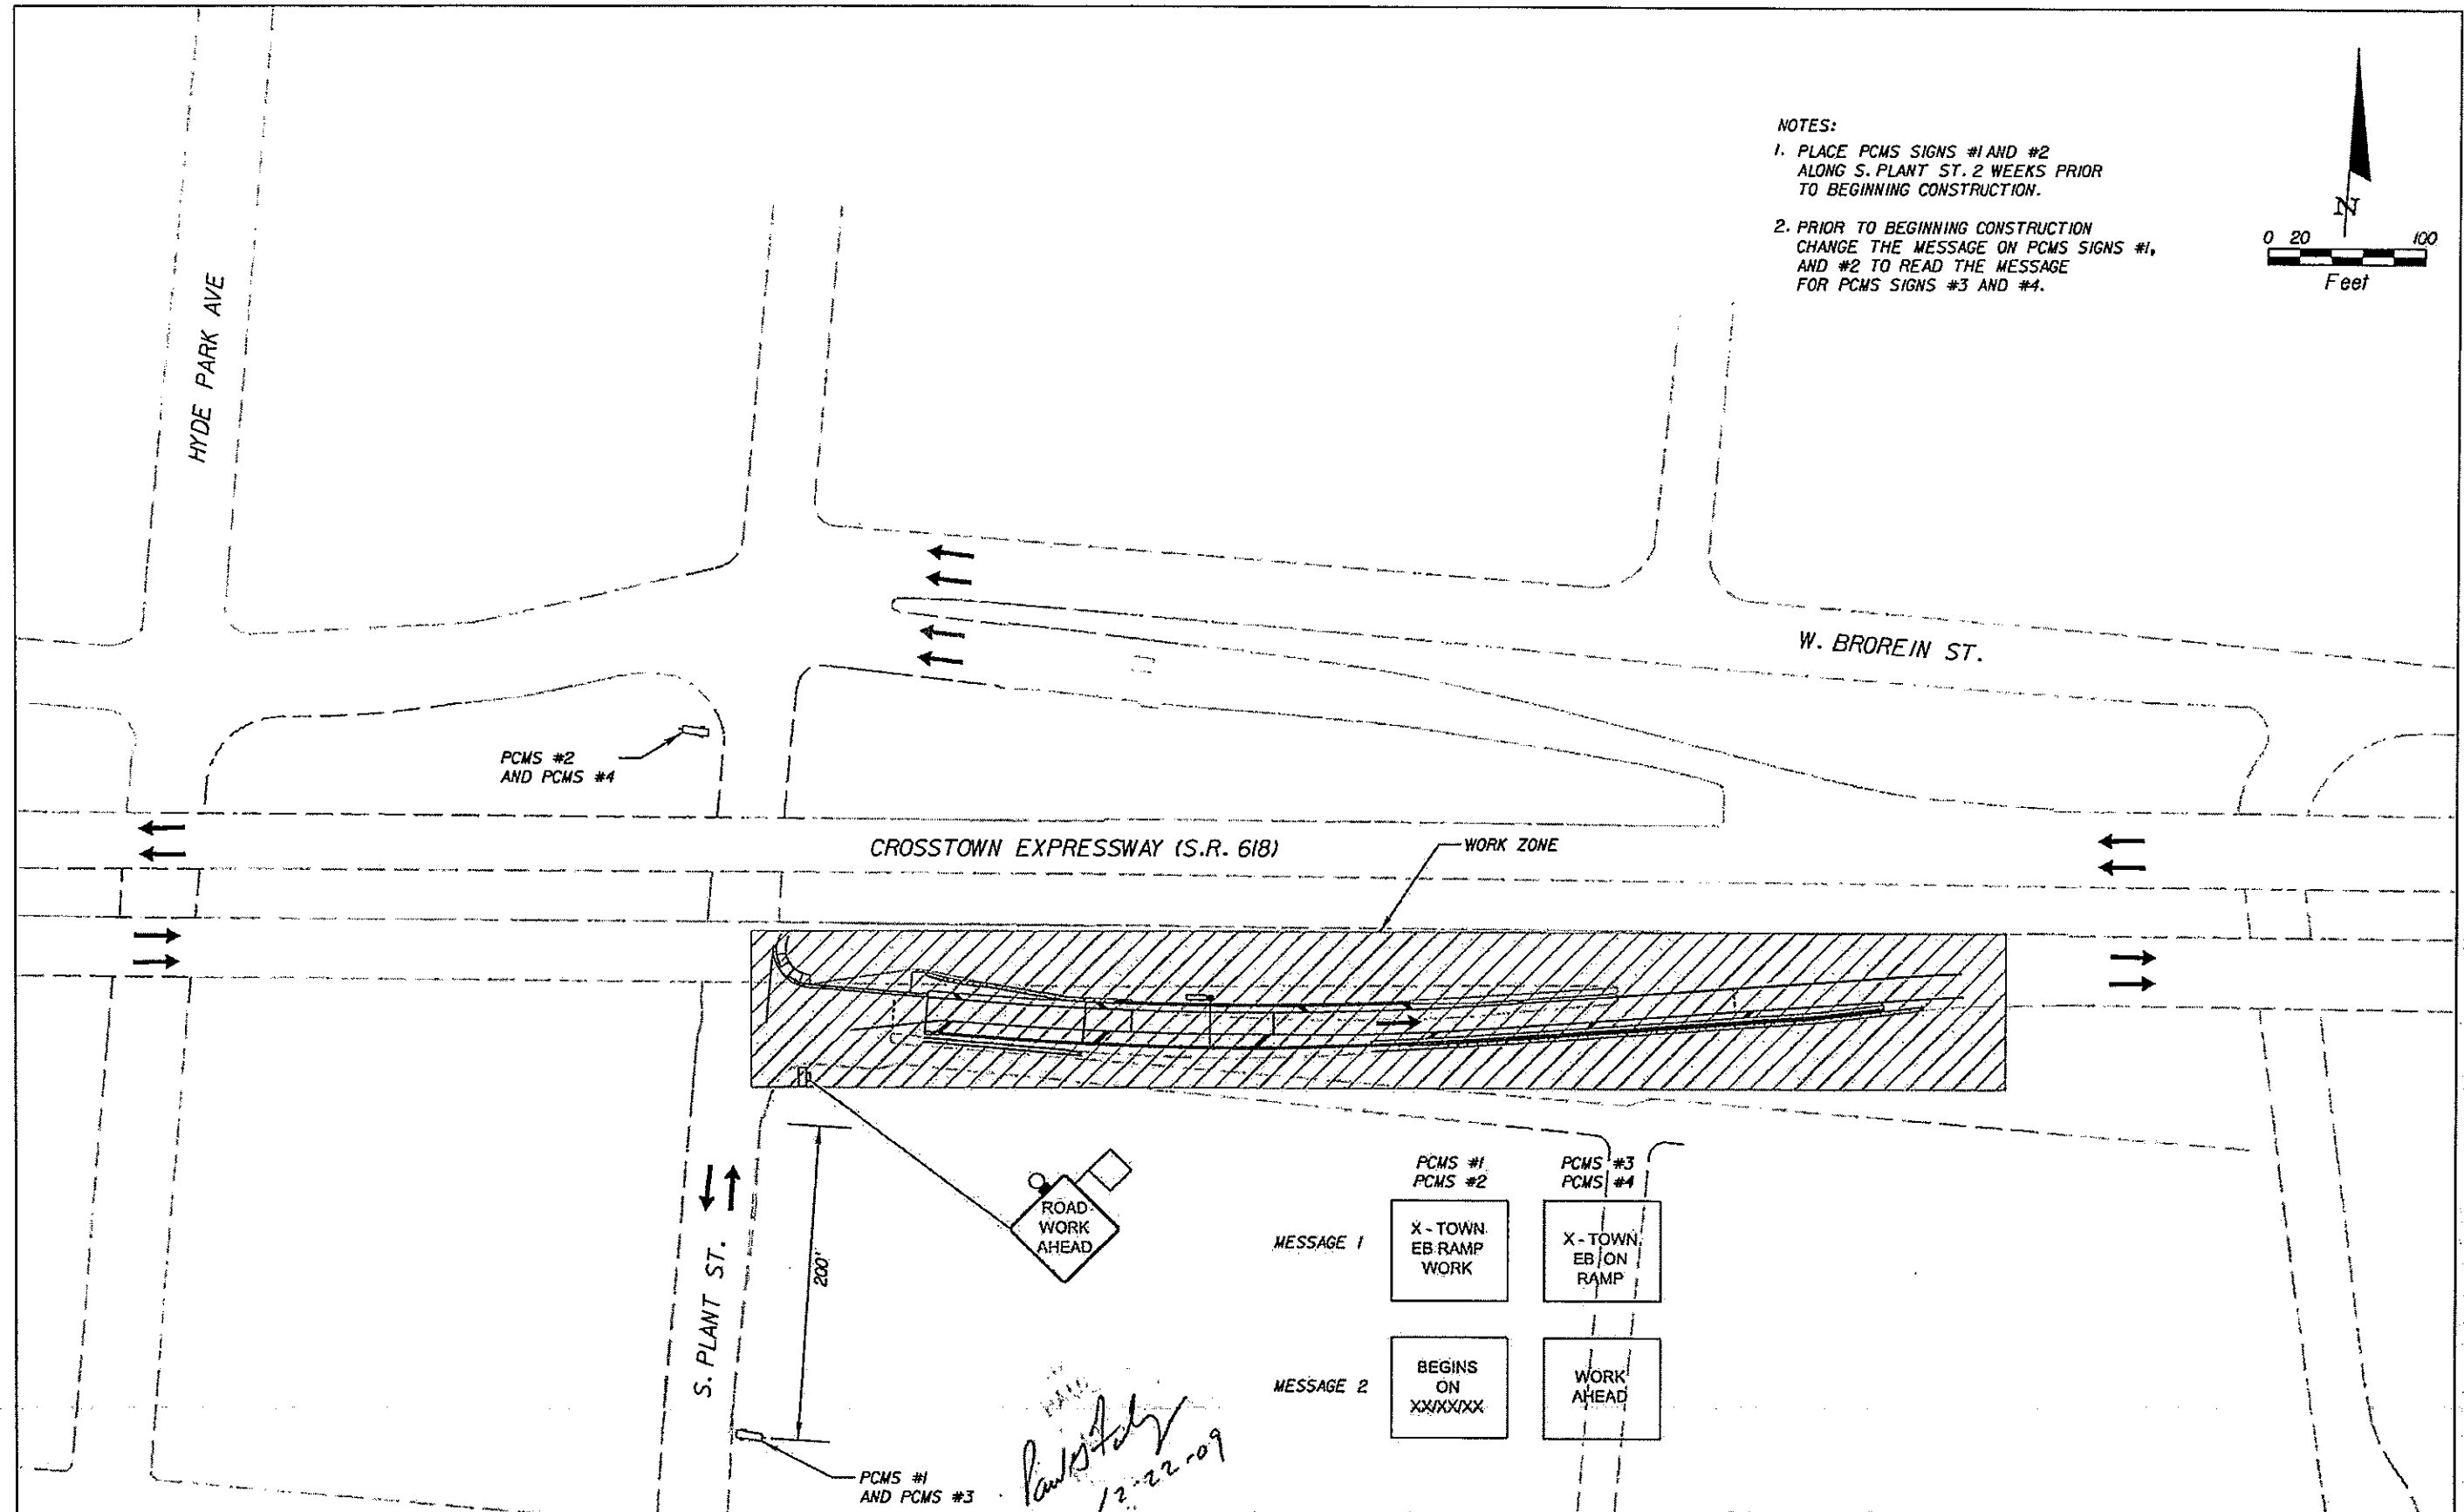 NOTES:
1. PLACE PCMS SIGNS #1 AND #2
ALONG S. PLANT ST. 2 WEEKS PRIOR
TO BEGINNING CONSTRUCTION.
2. PRIOR TO BEGINNING CONSTRUCTION
CHANGE THE MESSAGE ON PCMS SIGNS #1,
AND #2 TO READ THE MESSAGE
FOR PCMS SIGNS #3 AND #4.
N
0 20 100
Feet
HYDE PARK AVE
W. BROREIN ST.
PCMS #2
AND PCMS #4
CROSSTOWN EXPRESSWAY (S.R. 618)
WORK ZONE
ROAD
WORK
AHEAD
S. PLANT ST.
200'
PCMS #1
PCMS #2
PCMS #3
PCMS #4
MESSAGE 1
X - TOWN
EB RAMP
WORK
X - TOWN
EB ON
RAMP
MESSAGE 2
BEGINS
ON
XX/XX/XX
WORK
AHEAD
PCMS #1
AND PCMS #3
12-22-09